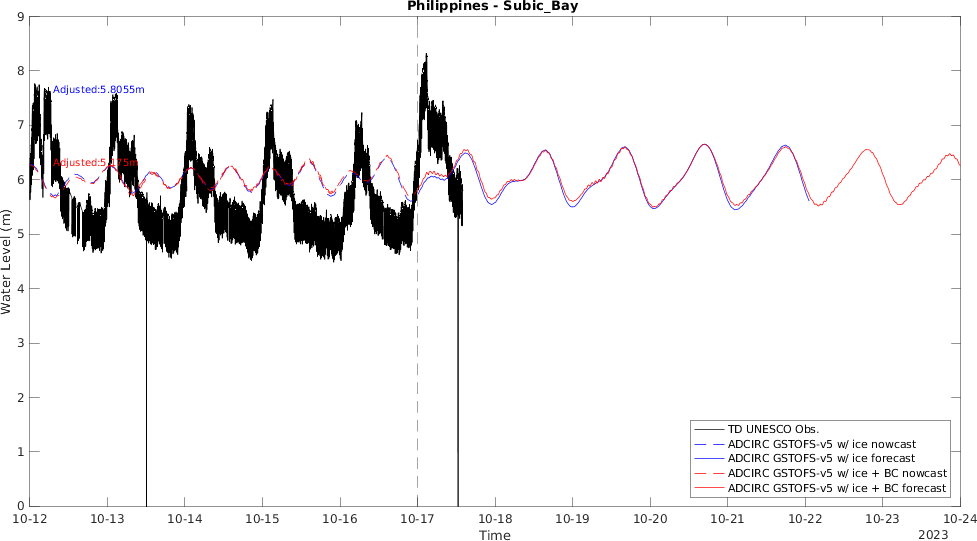 Philippines - Subic_Bay
9
8
7
6
5
4
3
2
1
0
Water Level (m)
Adjusted:5.8055m
TD UNESCO Obs.
ADCIRC GSTOFS-v5 w/ ice nowcast
ADCIRC GSTOFS-v5 w/ ice forecast
ADCIRC GSTOFS-v5 w/ ice + BC nowcast
ADCIRC GSTOFS-v5 w/ ice + BC forecast
10-12 10-13 10-14 10-15 10-16 10-17 10-18 10-19 10-20 10-21 10-22 10-23 10-24
Time
2023